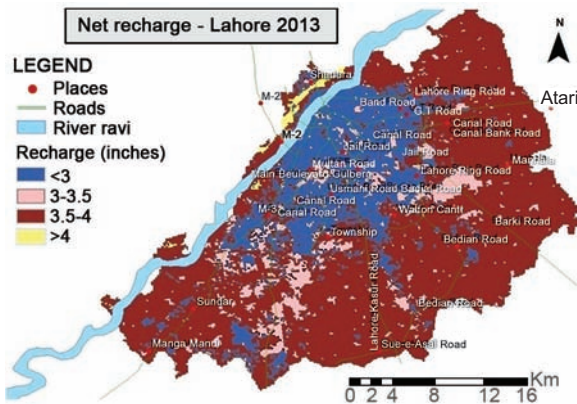 Net recharge - Lahore 2013
N
LEGEND
Places
Roads
River ravi
Recharge (inches)
<3
3-3.5
3.5-4
>4
Shahdra
M-2
Lahore Ring Road
Atari
Band Road
G.T Road
M-2
Canal Road
Canal Road
Canal Bank Road
Jail Road
Jail Road
Multan Road
Main Boulevard Gulberg
Lahore Ring Road
Usmani Road
Bedian Road
Canal Road
M-3
Canal Road
Walton Cantt
Barki Road
Township
Bedian Road
Lahore-Kasur Road
Sundar
Bedian Road
Manga Mandi
Sue-e-Asal Road
Km
0 2 4 8 12 16